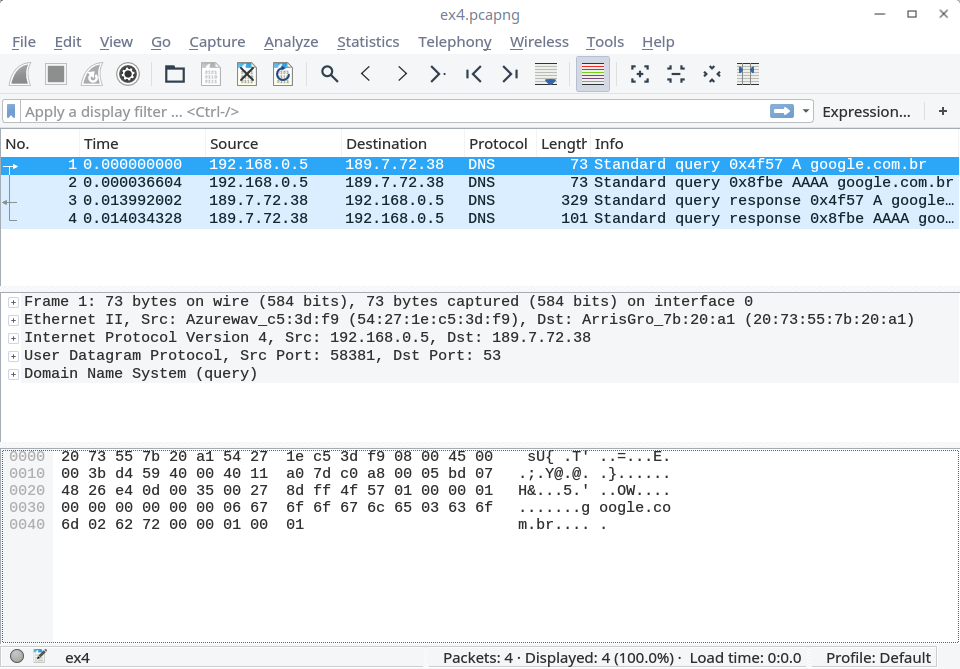 ex4.pcapng
File Edit View Go Capture Analyze Statistics Telephony Wireless Tools Help
Apply a display filter ... <Ctrl-/> Expression... +
No. Time Source Destination Protocol Length Info
1 0.000000000 192.168.0.5 189.7.72.38 DNS 73 Standard query 0x4f57 A google.com.br
2 0.000036604 192.168.0.5 189.7.72.38 DNS 73 Standard query 0x8fbe AAAA google.com.br
3 0.013992002 189.7.72.38 192.168.0.5 DNS 329 Standard query response 0x4f57 A google…
4 0.014034328 189.7.72.38 192.168.0.5 DNS 101 Standard query response 0x8fbe AAAA goo…
Frame 1: 73 bytes on wire (584 bits), 73 bytes captured (584 bits) on interface 0
Ethernet II, Src: Azurewav_c5:3d:f9 (54:27:1e:c5:3d:f9), Dst: ArrisGro_7b:20:a1 (20:73:55:7b:20:a1)
Internet Protocol Version 4, Src: 192.168.0.5, Dst: 189.7.72.38
User Datagram Protocol, Src Port: 58381, Dst Port: 53
Domain Name System (query)
0000 20 73 55 7b 20 a1 54 27 1e c5 3d f9 08 00 45 00 sU{ .T' ..=...E.
0010 00 3b d4 59 40 00 40 11 a0 7d c0 a8 00 05 bd 07 .;.Y@.@. .}......
0020 48 26 e4 0d 00 35 00 27 8d ff 4f 57 01 00 00 01 H&...5.' ..OW....
0030 00 00 00 00 00 00 06 67 6f 6f 67 6c 65 03 63 6f .......g oogle.co
0040 6d 02 62 72 00 00 01 00 01 m.br.... .
ex4 Packets: 4 · Displayed: 4 (100.0%) · Load time: 0:0.0 Profile: Default